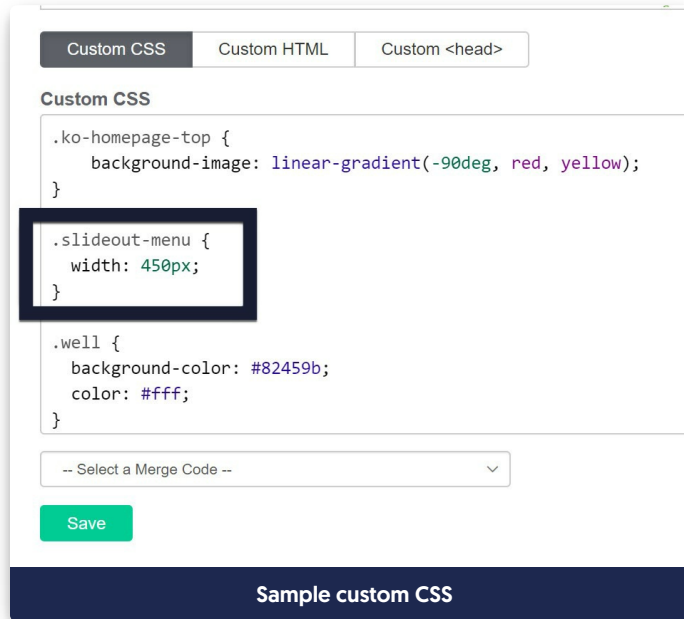 Custom CSS
Custom HTML
Custom <head>
Custom CSS
.ko-homepage-top {
    background-image: linear-gradient(-90deg, red, yellow);
}
.slideout-menu {
  width: 450px;
}
.well {
  background-color: #82459b;
  color: #fff;
}
-- Select a Merge Code --
Save
Sample custom CSS